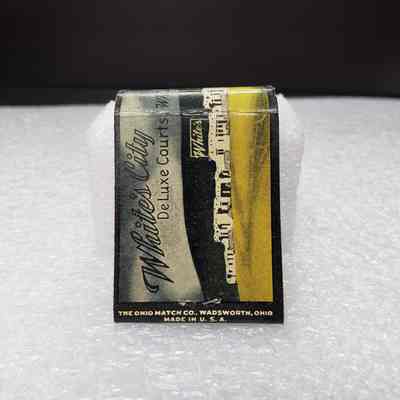 White's City
DeLuxe Courts
White's
THE OHIO MATCH CO., WADSWORTH, OHIO
MADE IN U. S. A.